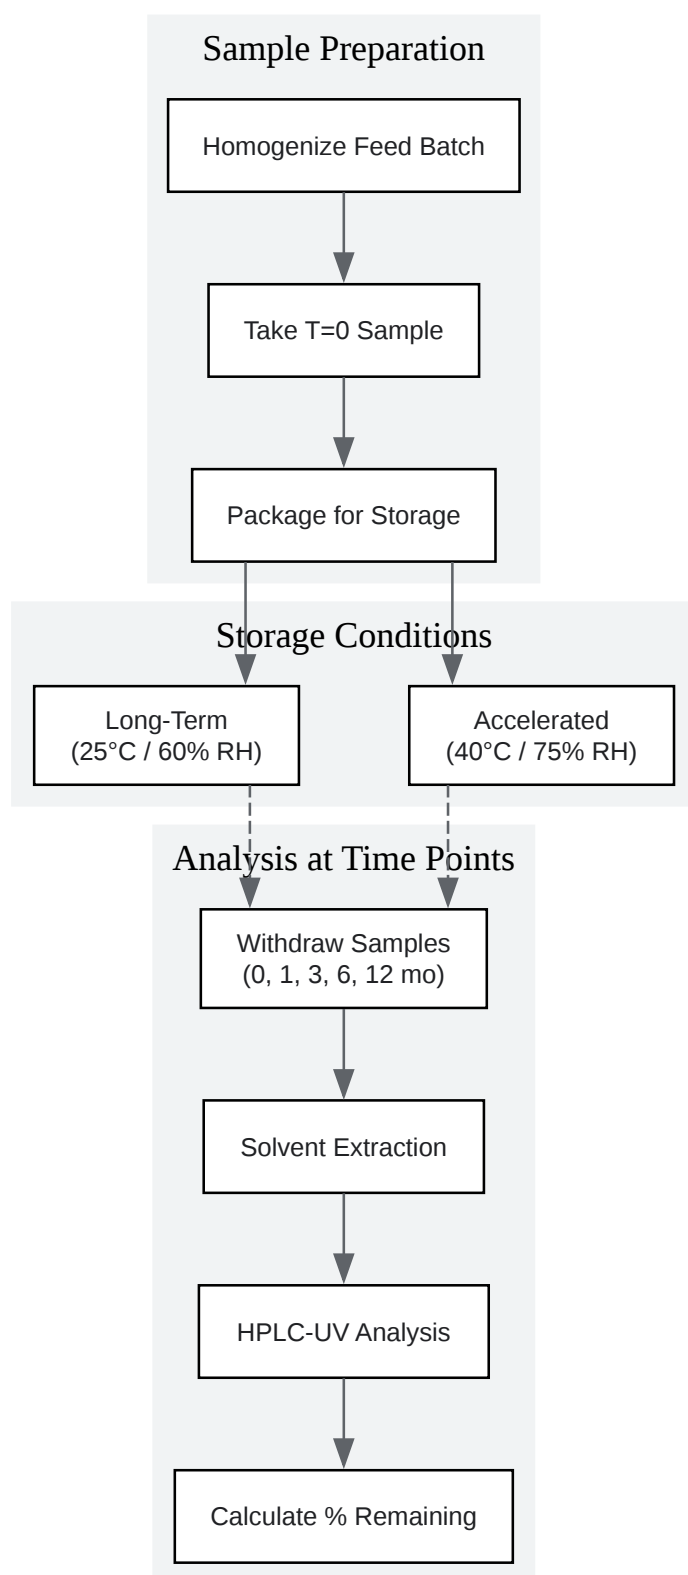 Sample Preparation
Homogenize Feed Batch
Take T=0 Sample
Package for Storage
Storage Conditions
Long-Term
(25°C / 60% RH)
Accelerated
(40°C / 75% RH)
Analysis at Time Points
Withdraw Samples
(0, 1, 3, 6, 12 mo)
Solvent Extraction
HPLC-UV Analysis
Calculate % Remaining